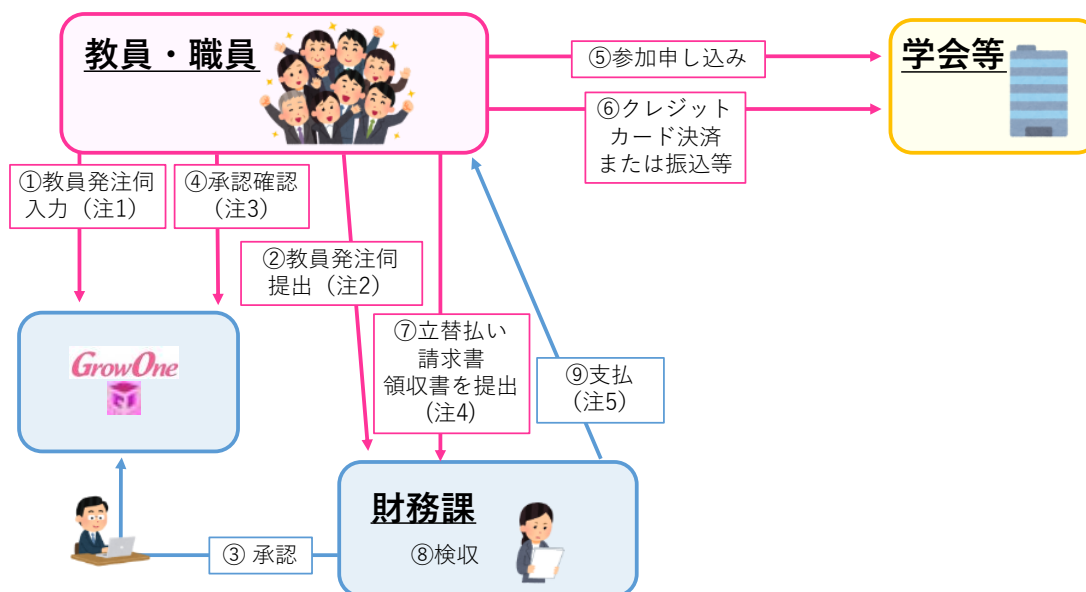 教員・職員
⑤参加申し込み
学会等
⑥クレジット
カード決済
または振込等
①教員発注伺
入力（注1）
④承認確認
（注3）
②教員発注伺
提出（注2）
⑦立替払い
請求書
領収書を提出
（注4）
⑨支払
（注5）
GrowOne
財務課
⑧検収
③ 承認